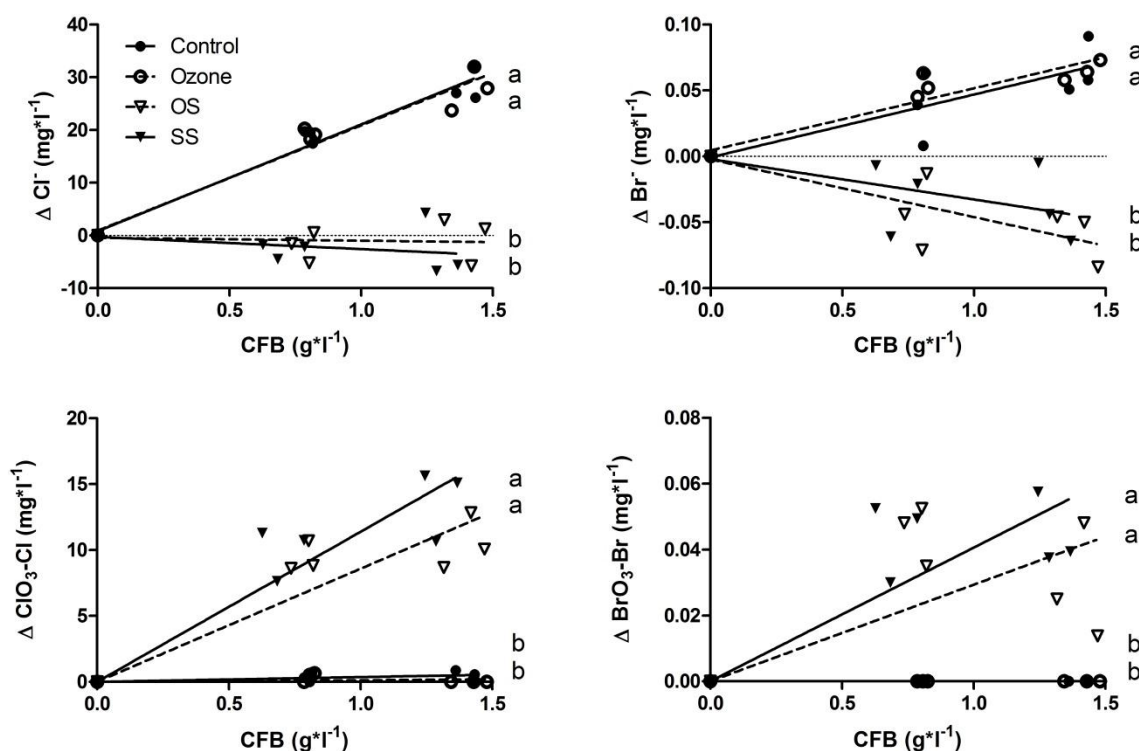 Δ Cl⁻ (mg*l⁻¹)
40
30
20
10
0
-10
Control
Ozone
OS
SS
a
a
b
b
0.0 0.5 1.0 1.5
CFB (g*l⁻¹)
Δ Br⁻ (mg*l⁻¹)
0.10
0.05
0.00
-0.05
-0.10
a
a
b
b
0.0 0.5 1.0 1.5
CFB (g*l⁻¹)
Δ ClO₃-Cl (mg*l⁻¹)
20
15
10
5
0
a
a
b
b
0.0 0.5 1.0 1.5
CFB (g*l⁻¹)
Δ BrO₃-Br (mg*l⁻¹)
0.08
0.06
0.04
0.02
0.00
a
a
b
b
0.0 0.5 1.0 1.5
CFB (g*l⁻¹)